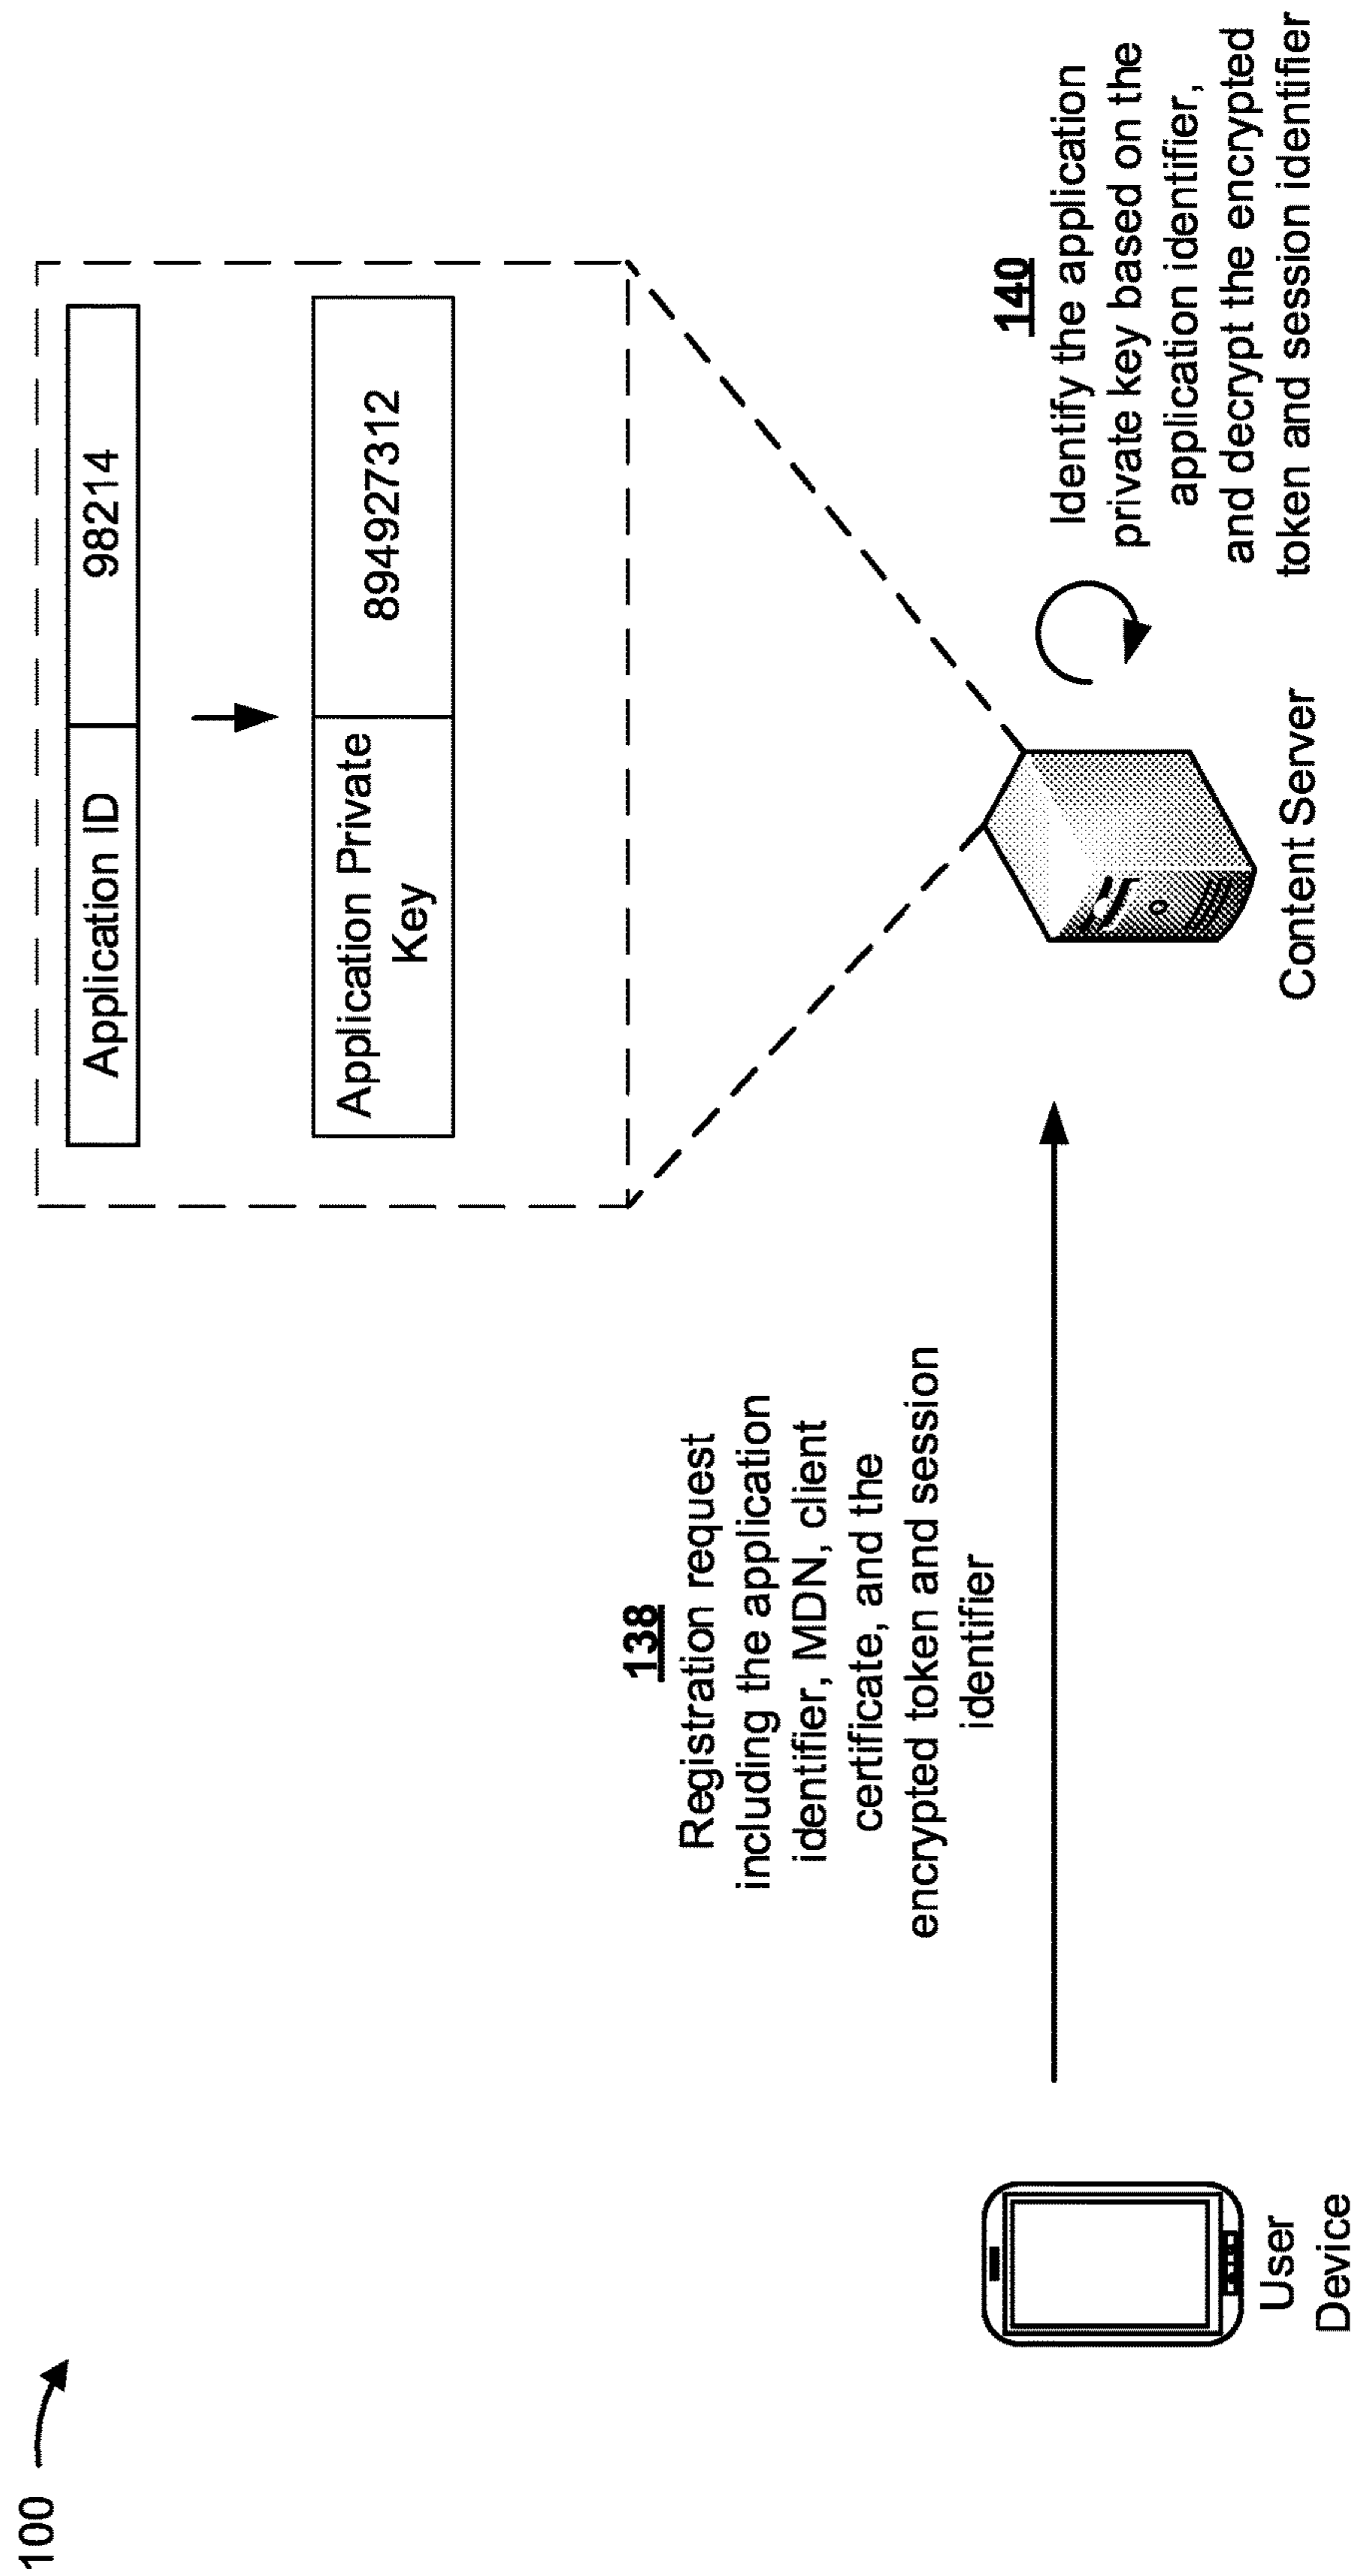 100
Application ID
98214
Application Private
Key
894927312
138
Registration request
including the application
identifier, MDN, client
certificate, and the
encrypted token and session
identifier
140
Identify the application
private key based on the
application identifier,
and decrypt the encrypted
token and session identifier
User
Device
Content Server